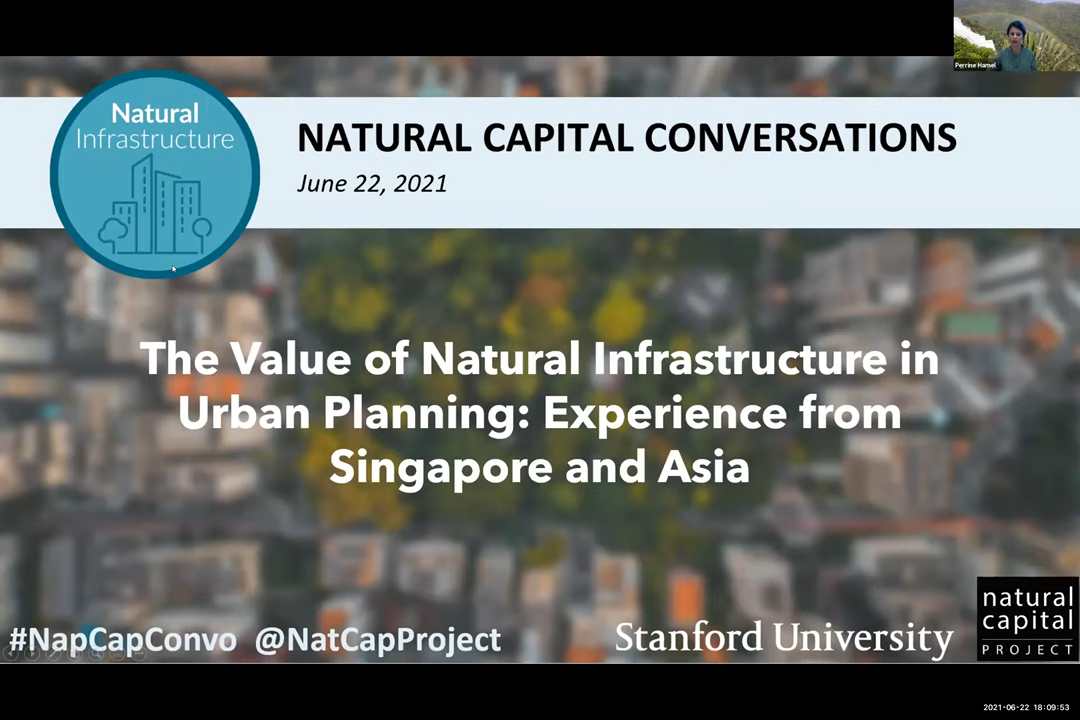 Perrine Hamel
Natural
Infrastructure
NATURAL CAPITAL CONVERSATIONS
June 22, 2021
The Value of Natural Infrastructure in
Urban Planning: Experience from
Singapore and Asia
#NapCapConvo @NatCapProject
Stanford University
natural
capital
PROJECT
2021-06-22 18:09:53